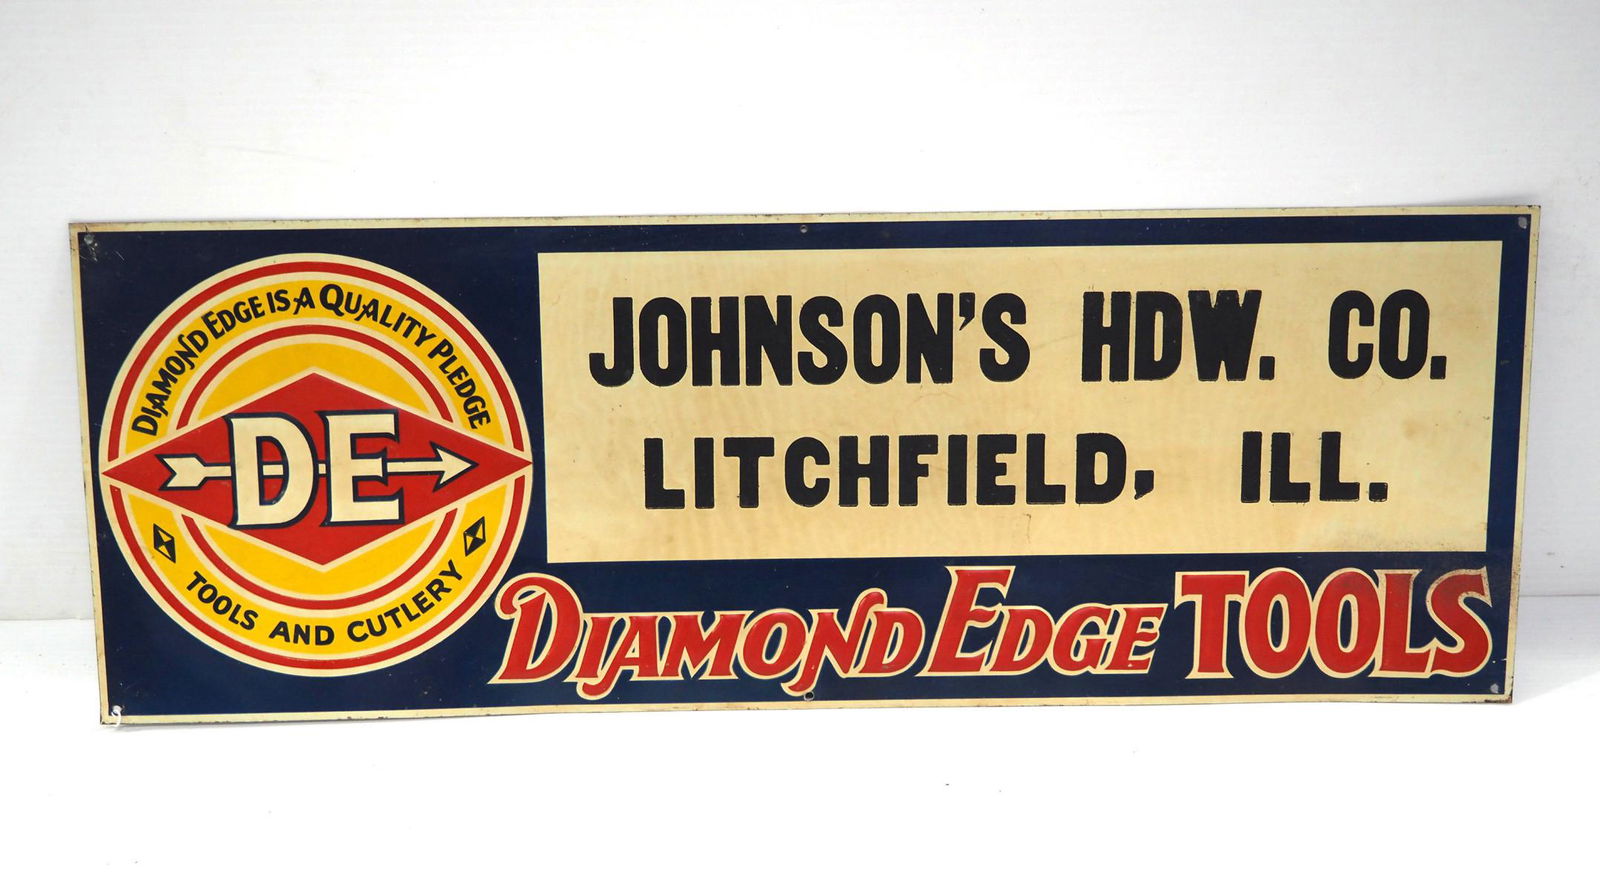 DIAMOND EDGE IS A QUALITY PLEDGE
DE
TOOLS AND CUTLERY
JOHNSON'S HDW. CO.
LITCHFIELD, ILL.
DIAMOND EDGE TOOLS